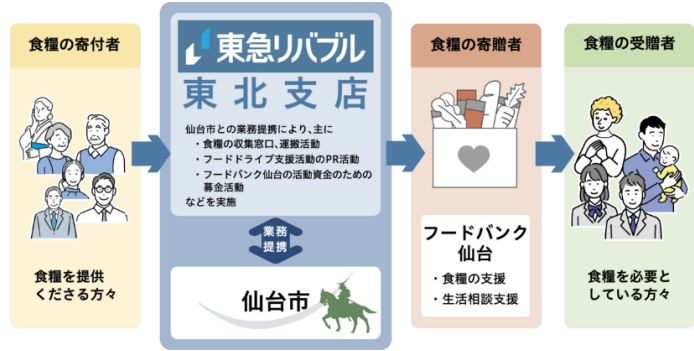 食糧の寄付者
食糧を提供
くださる方々
東急リバブル
東北支店
仙台市との業務提携により、主に
・食糧の収集窓口、運搬活動
・フードドライブ支援活動のPR活動
・フードバンク仙台の活動資金のための
募金活動
などを実施
業務
提携
仙台市
食糧の寄贈者
フードバンク
仙台
・食糧の支援
・生活相談支援
食糧の受贈者
食糧を必要と
している方々